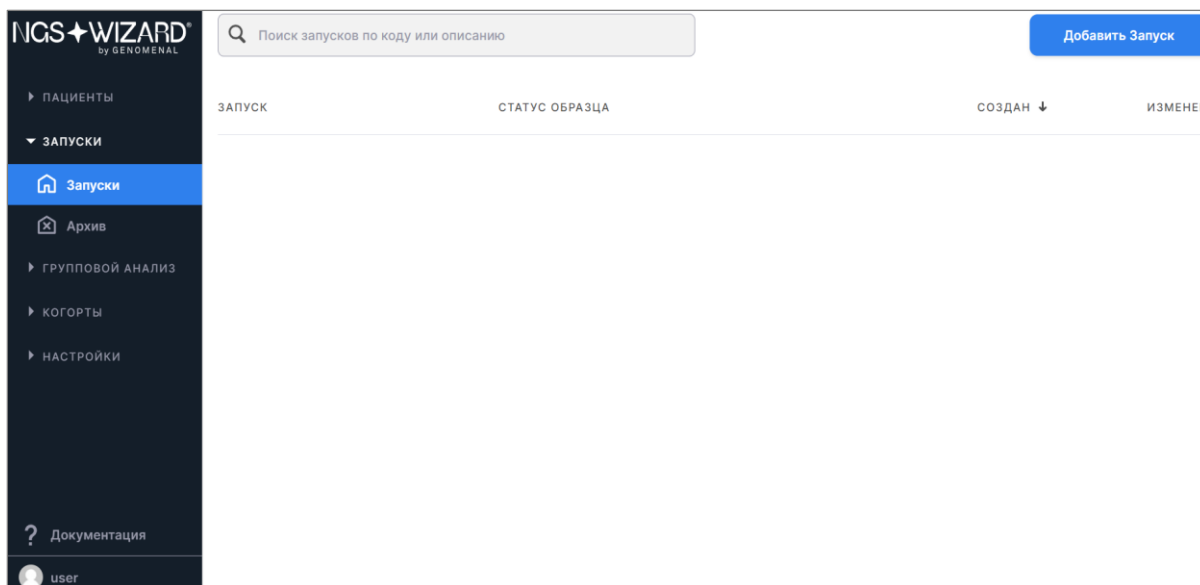 NGS WIZARD®
by GENOMENAL
Поиск запусков по коду или описанию
Добавить Запуск
ПАЦИЕНТЫ
ЗАПУСКИ
Запуски
Архив
ГРУППОВОЙ АНАЛИЗ
КОГОРТЫ
НАСТРОЙКИ
Документация
user
ЗАПУСК
СТАТУС ОБРАЗЦА
СОЗДАН
ИЗМЕНЕ